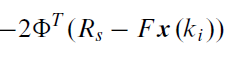 −2Φ^T (R_s − F x(k_i))